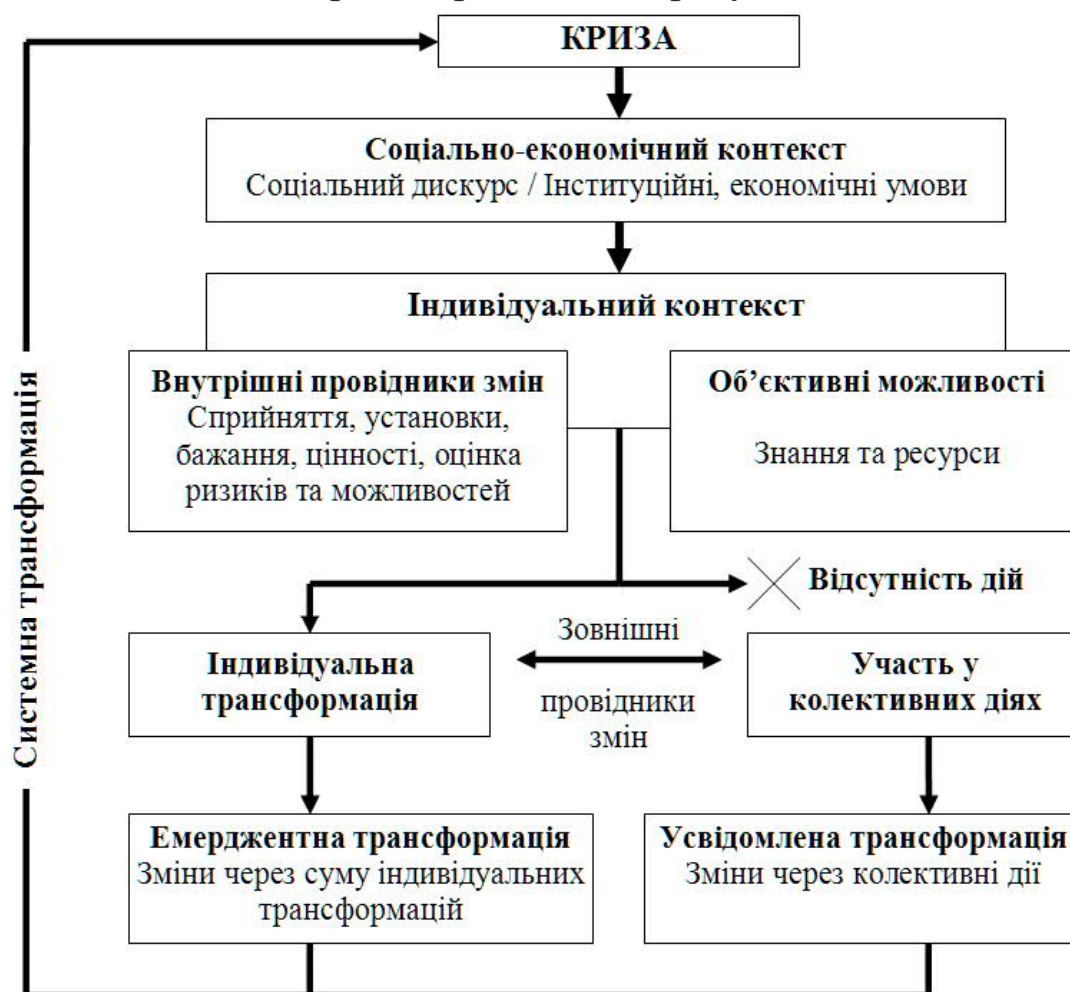 КРИЗА
Соціально-економічний контекст
Соціальний дискурс / Інституційні, економічні умови
Індивідуальний контекст
Внутрішні провідники змін
Сприйняття, установки,
бажання, цінності, оцінка
ризиків та можливостей
Об’єктивні можливості
Знання та ресурси
Відсутність дій
Індивідуальна
трансформація
Зовнішні
провідники
змін
Участь у
колективних діях
Емерджентна трансформація
Зміни через суму індивідуальних
трансформацій
Усвідомлена трансформація
Зміни через колективні дії
Системна трансформація